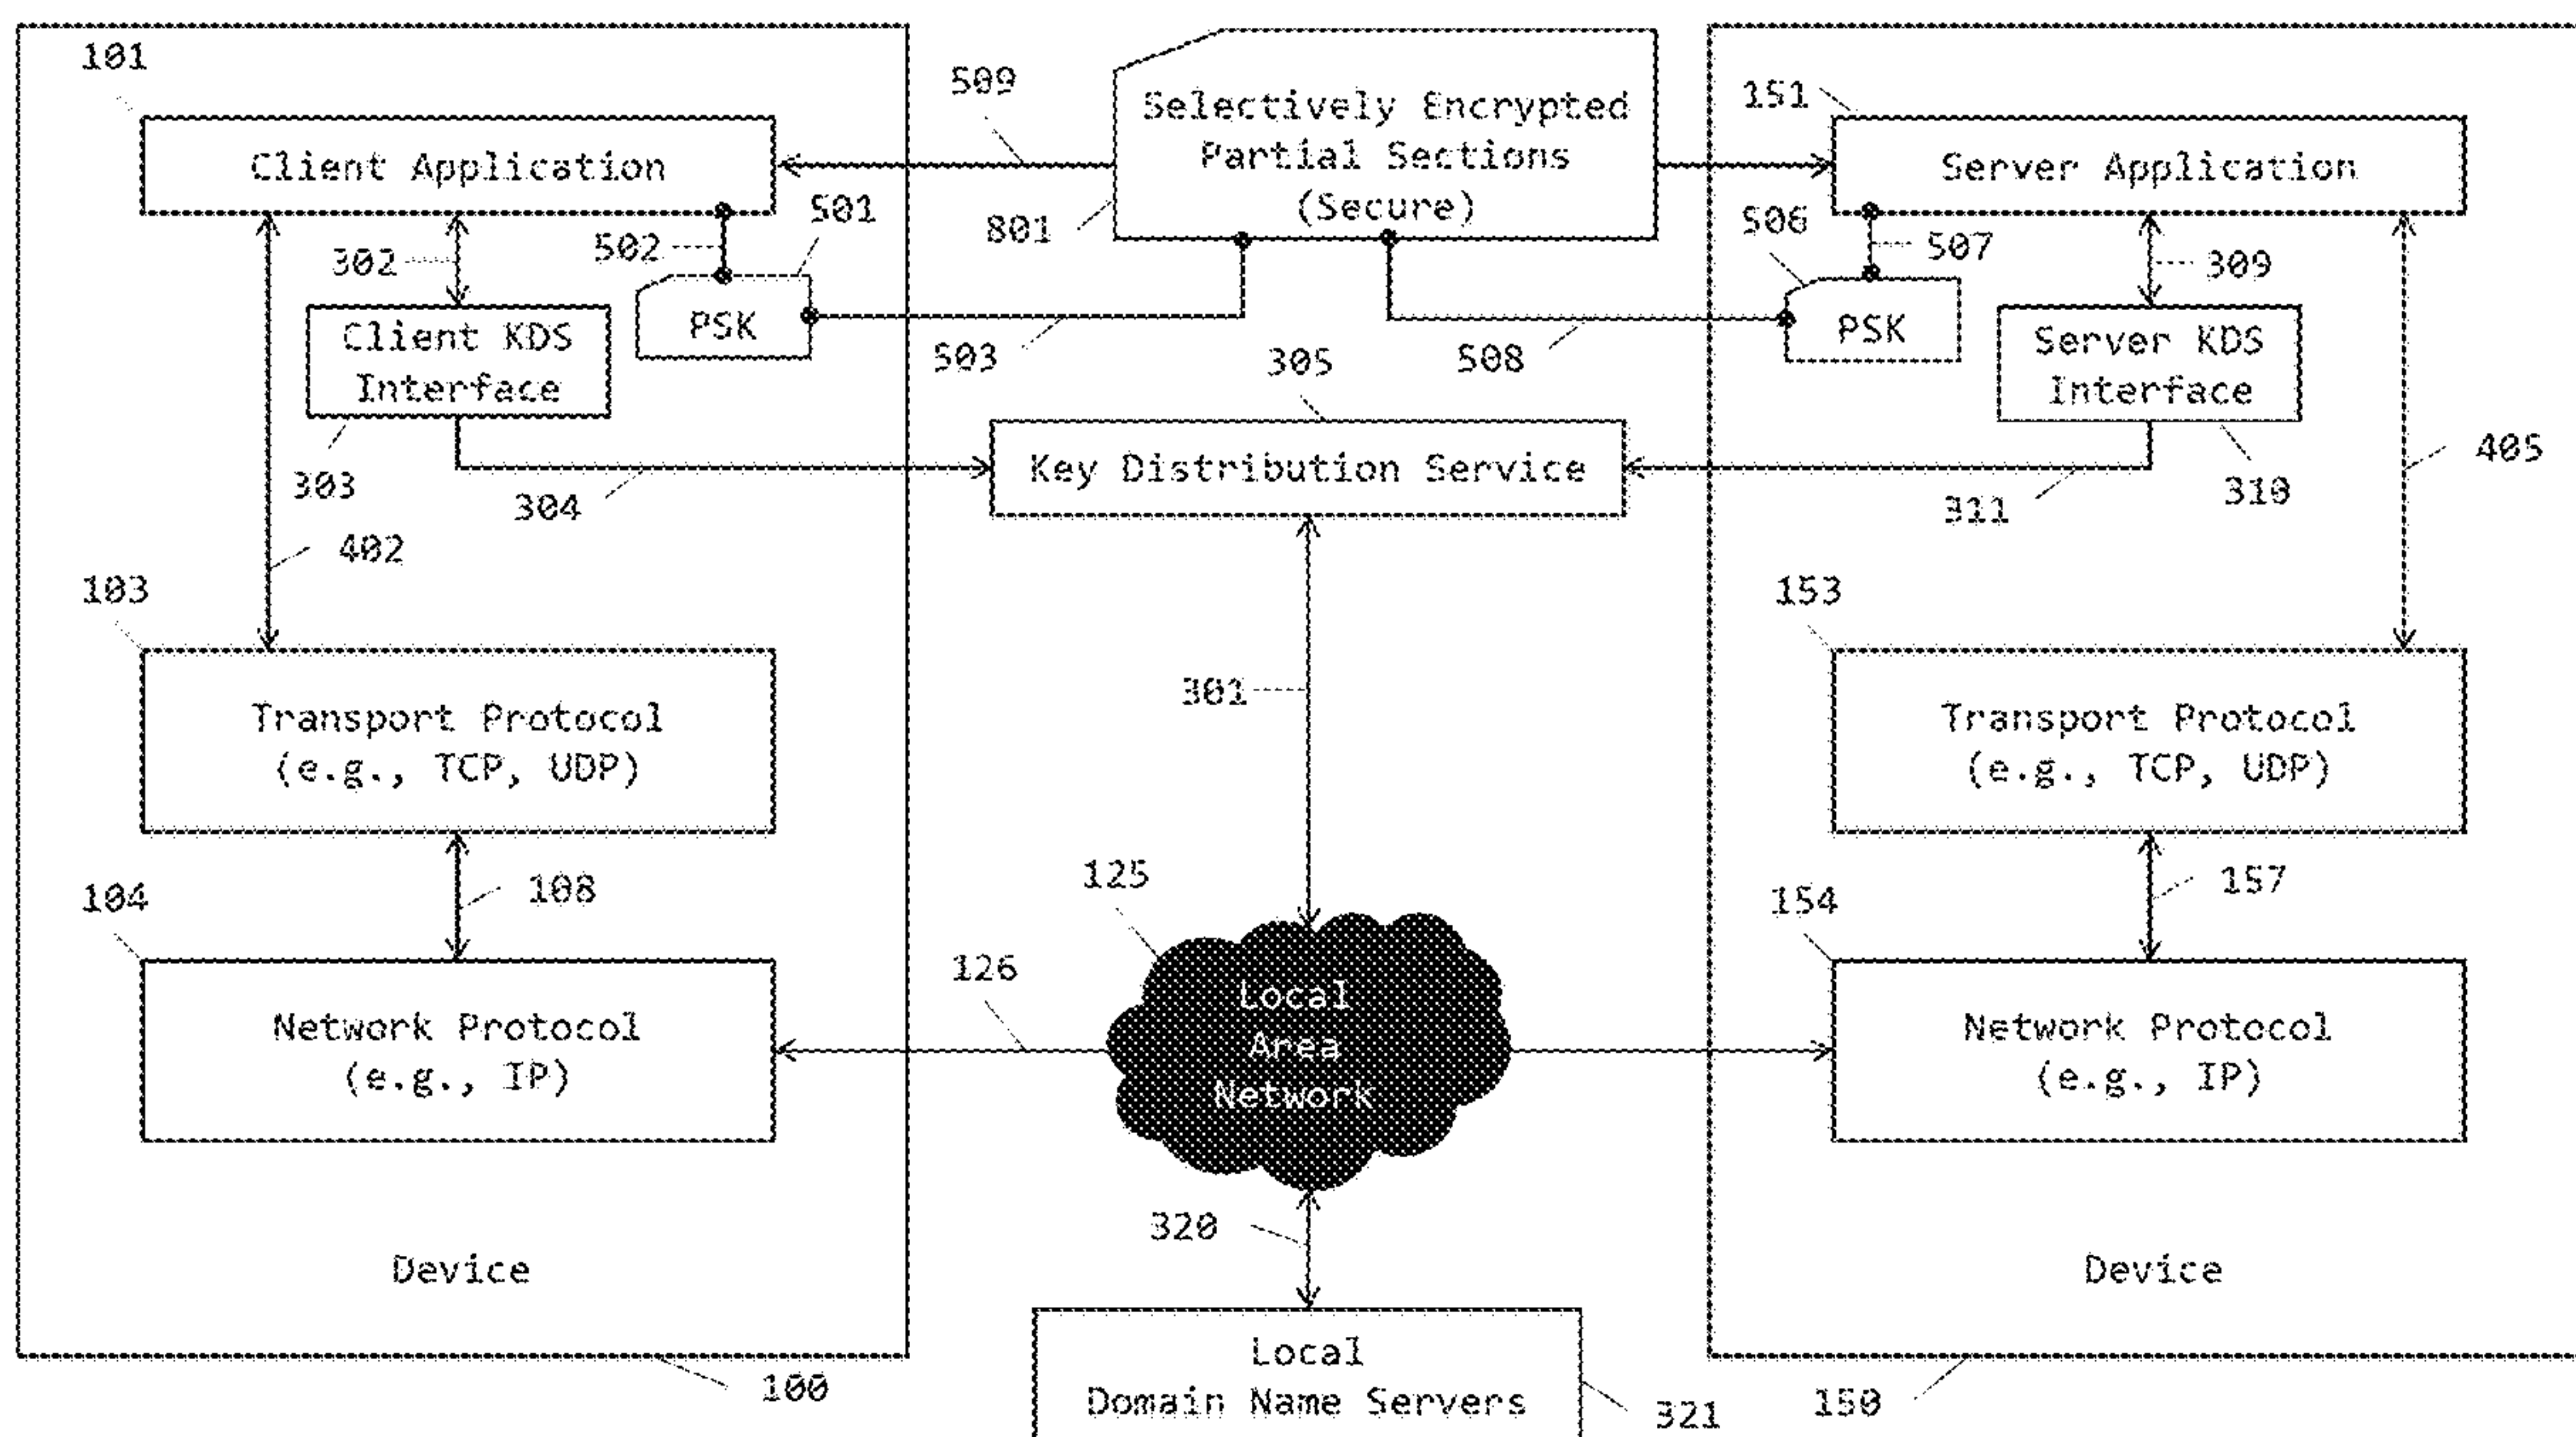 101
509
Selectively Encrypted
Partial Sections
(Secure)
801
151
Client Application
Server Application
501
502
302
506
507
309
Client KDS
Interface
PSK
503
305
508
PSK
Server KDS
Interface
303
304
Key Distribution Service
311
310
405
402
103
153
301
Transport Protocol
(e.g., TCP, UDP)
Transport Protocol
(e.g., TCP, UDP)
108
125
157
104
126
154
Local
Area
Network
Network Protocol
(e.g., IP)
Network Protocol
(e.g., IP)
320
Device
Device
Local
Domain Name Servers
100
321
150